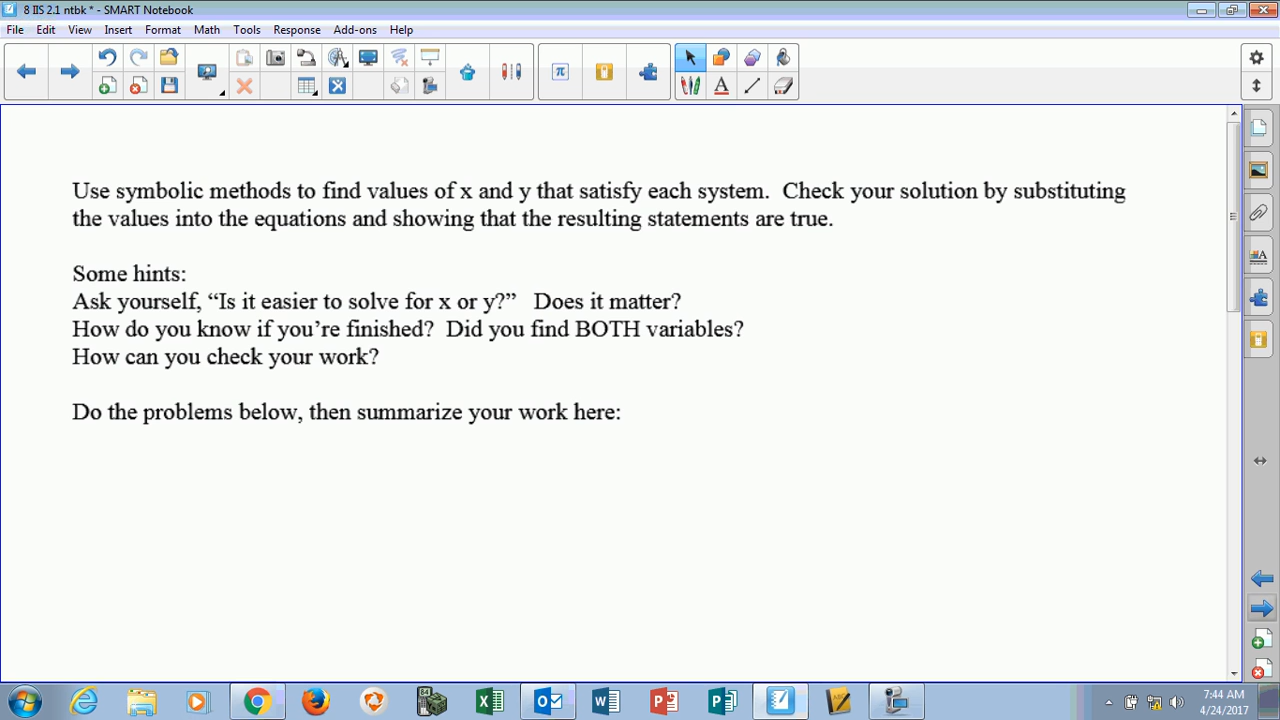 8 IIS 2.1 ntbk * - SMART Notebook
File Edit View Insert Format Math Tools Response Add-ons Help
Use symbolic methods to find values of x and y that satisfy each system.  Check your solution by substituting
the values into the equations and showing that the resulting statements are true.
Some hints:
Ask yourself, “Is it easier to solve for x or y?”   Does it matter?
How do you know if you’re finished?  Did you find BOTH variables?
How can you check your work?
Do the problems below, then summarize your work here:
7:44 AM
4/24/2017